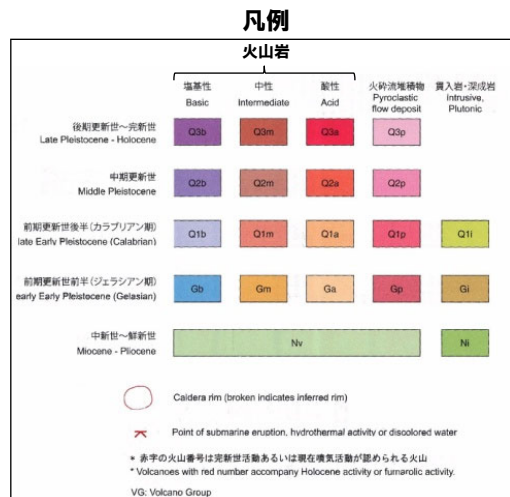 凡例
火山岩
塩基性 中性 酸性 火砕流堆積物 貫入岩・深成岩
Basic Intermediate Acid Pyroclastic flow deposit Intrusive, Plutonic
後期更新世～完新世
Late Pleistocene - Holocene
Q3b Q3m Q3a Q3p
中期更新世
Middle Pleistocene
Q2b Q2m Q2a Q2p
前期更新世後半(カラブリアン期)
late Early Pleistocene (Calabrian)
Q1b Q1m Q1a Q1p Q1i
前期更新世前半(ジェラシアン期)
early Early Pleistocene (Gelasian)
Gb Gm Ga Gp Gi
中新世～鮮新世
Miocene - Pliocene
Nv Ni
Caldera rim (broken indicates inferred rim)
Point of submarine eruption, hydrothermal activity or discolored water
* 赤字の火山番号は完新世活動あるいは現在噴気活動が認められる火山
* Volcanoes with red number accompany Holocene activity or fumarolic activity.
VG: Volcano Group